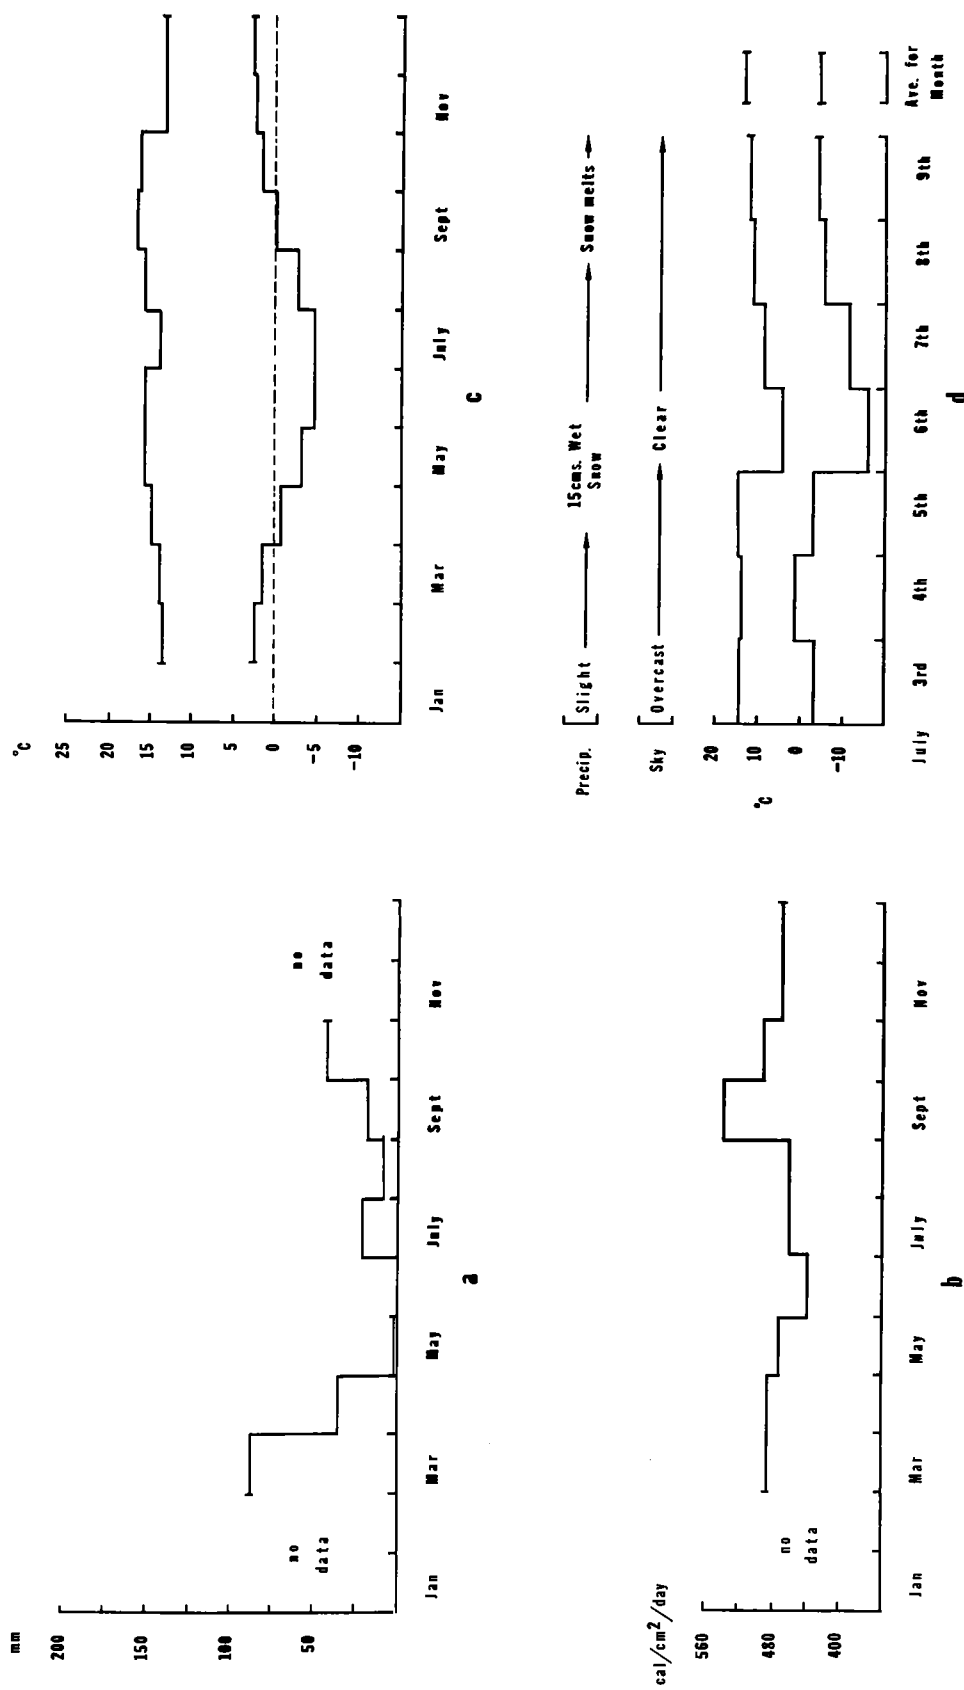 mm
200
150
100
50
no
data
no
data
Jan
Mar
May
July
Sept
Nov
a
cal/cm²/day
560
480
400
no
data
Jan
Mar
May
July
Sept
Nov
b
°C
25
20
15
10
5
0
-5
-10
Jan
Mar
May
July
Sept
Nov
c
Precip. Slight 15cms. Wet Snow melts
Snow
Sky Overcast Clear
°C
20
10
0
-10
July 3rd 4th 5th 6th 7th 8th 9th Ave. for
Month
d